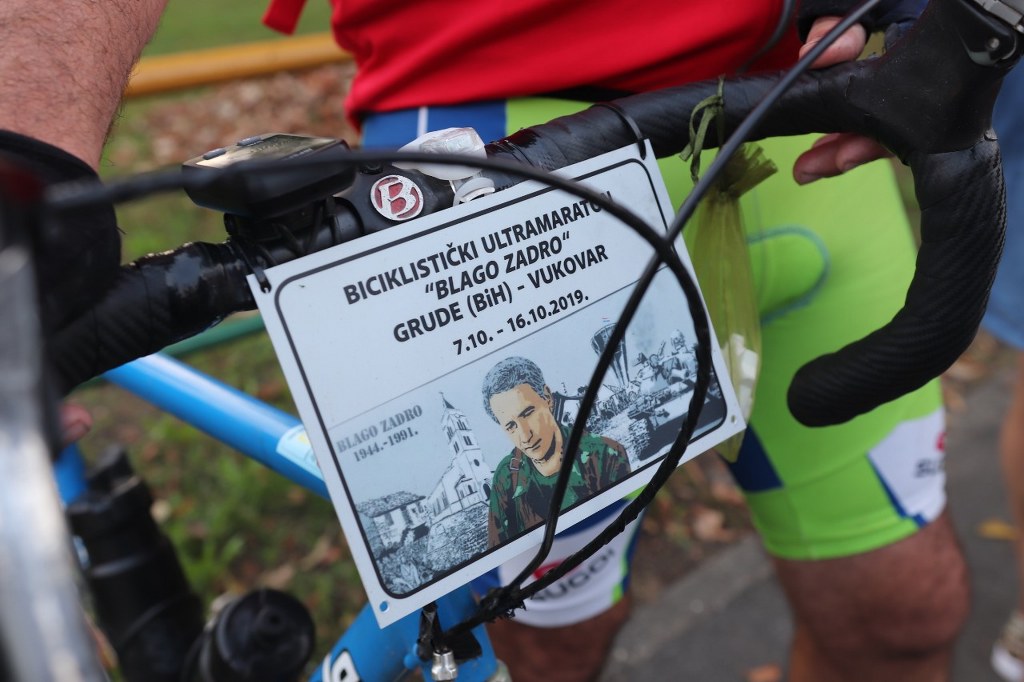 B
BICIKLISTIČKI ULTRAMARATON
“BLAGO ZADRO“
GRUDE (BiH) - VUKOVAR
7.10. - 16.10.2019.
BLAGO ZADRO
1944.-1991.